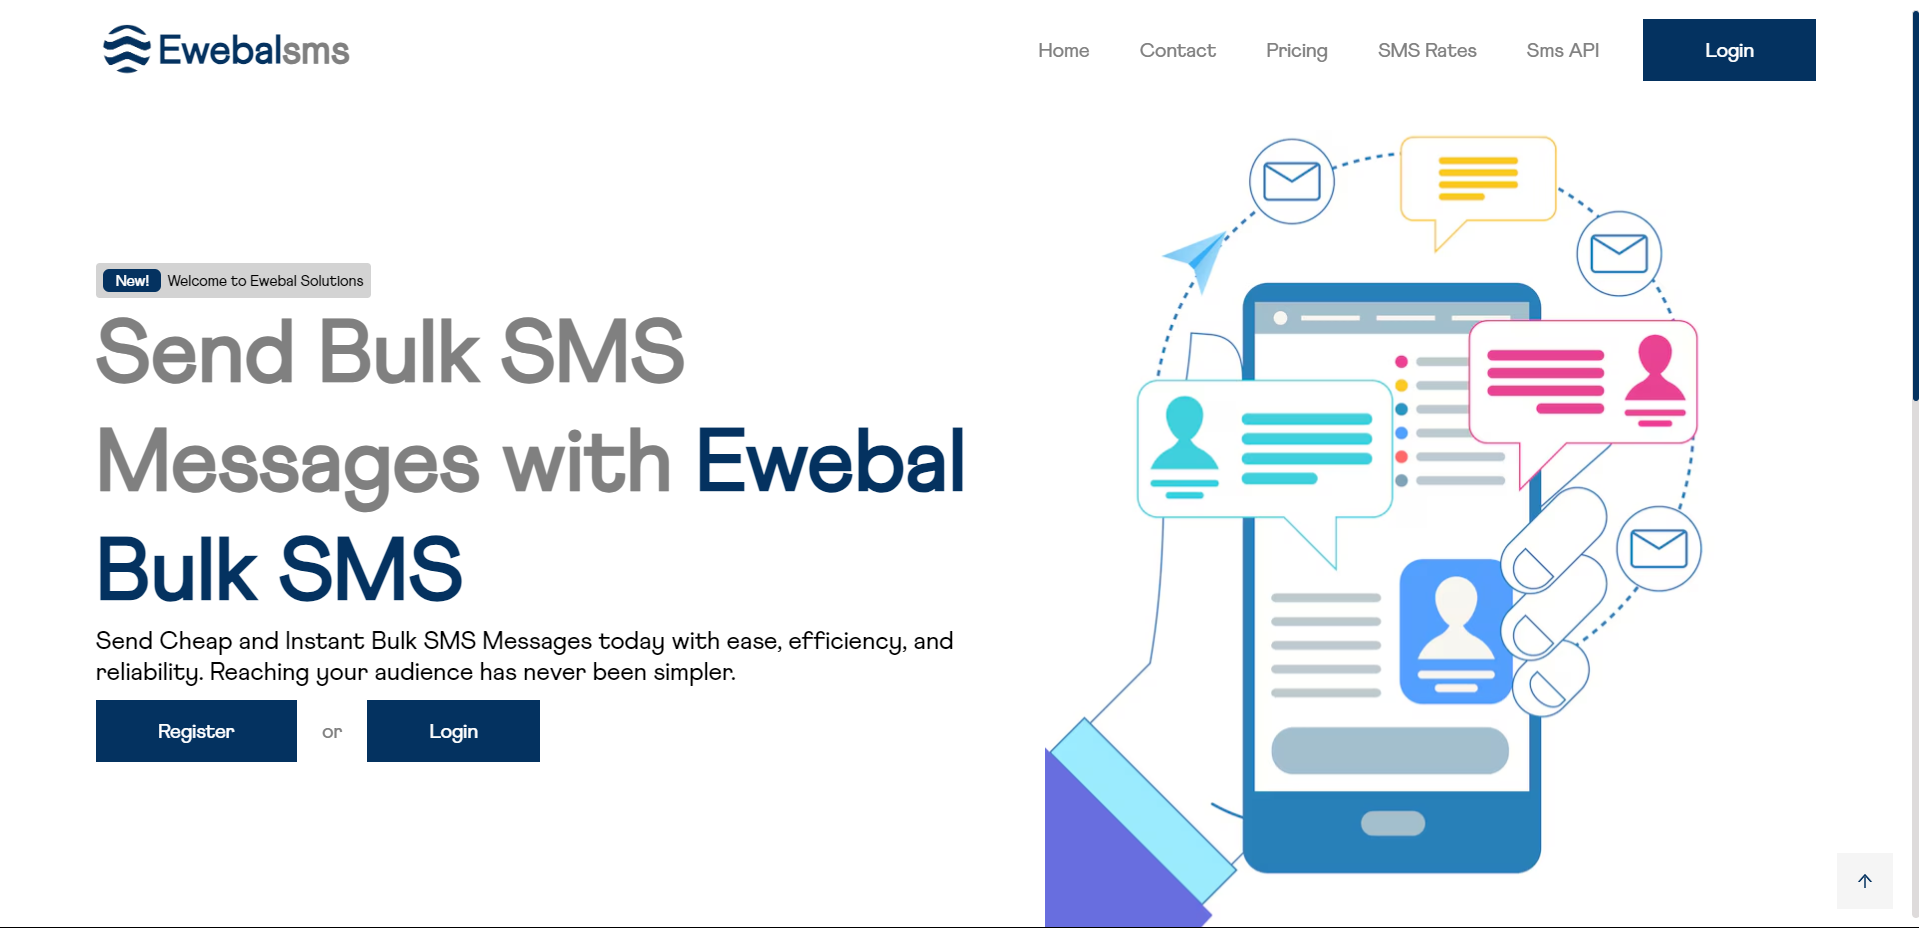 Ewebalsms
Home Contact Pricing SMS Rates Sms API Login
New! Welcome to Ewebal Solutions
Send Bulk SMS
Messages with Ewebal
Bulk SMS
Send Cheap and Instant Bulk SMS Messages today with ease, efficiency, and
reliability. Reaching your audience has never been simpler.
Register or Login